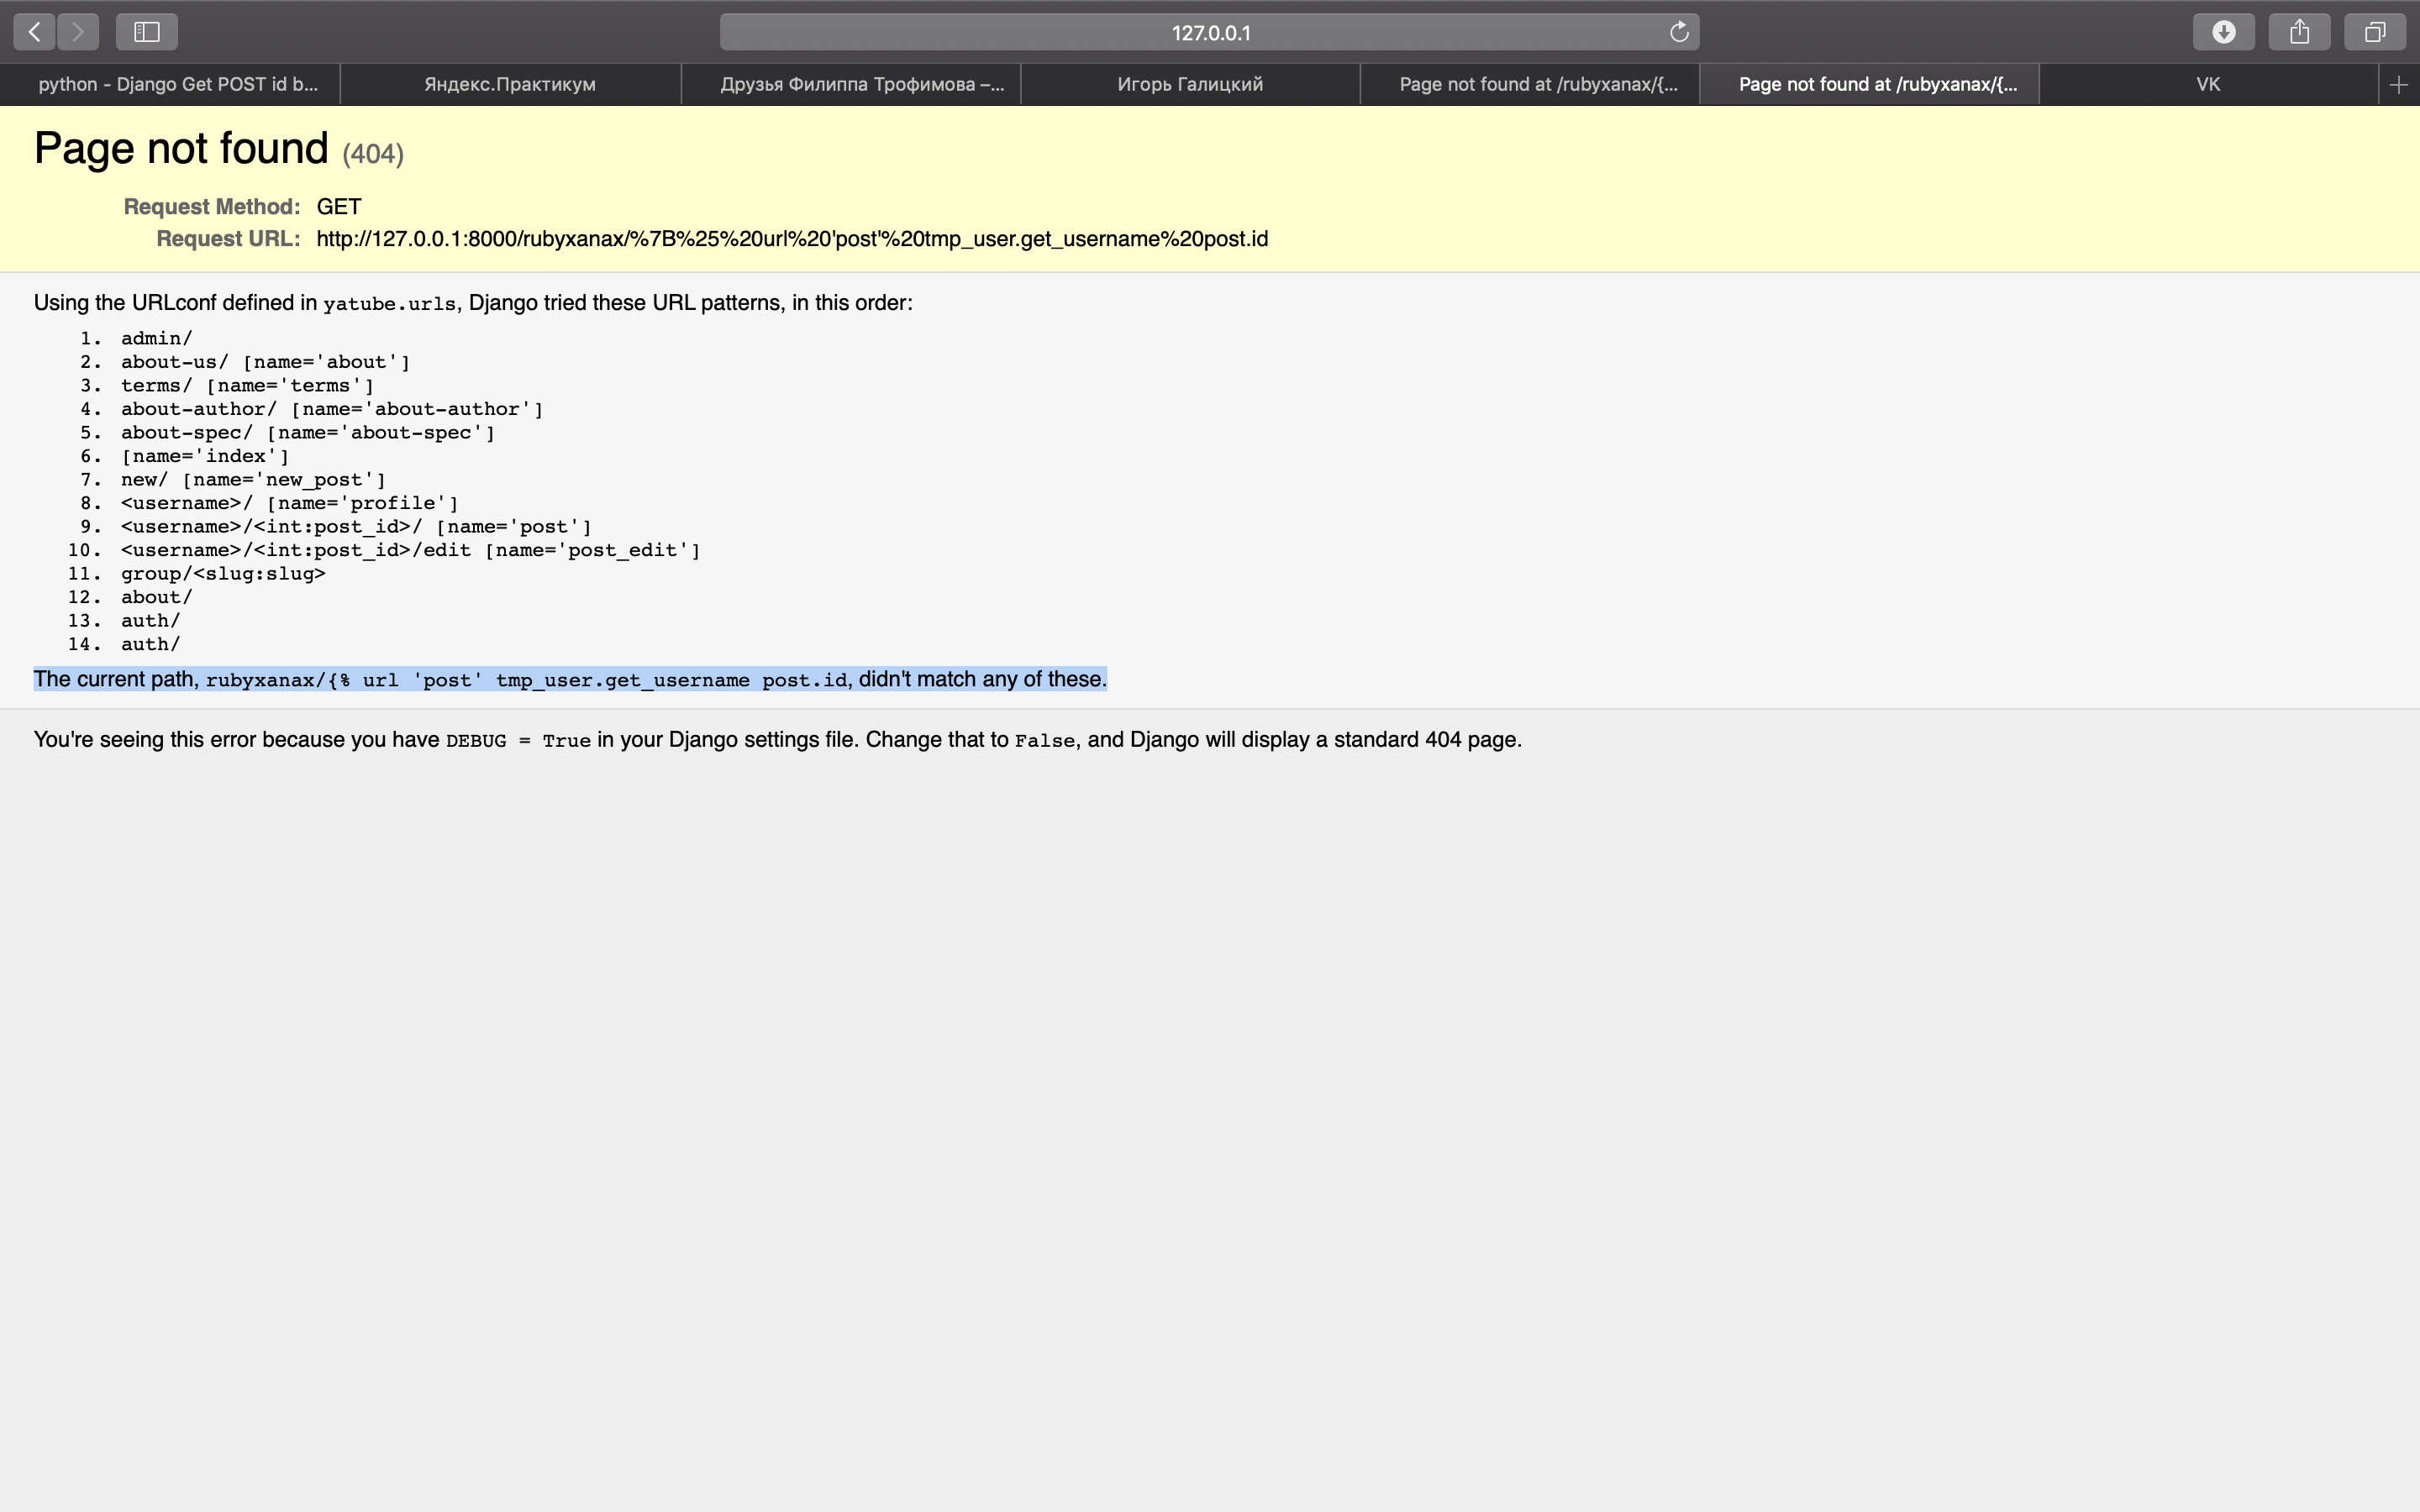 127.0.0.1
python - Django Get POST id b...
Яндекс.Практикум
Друзья Филиппа Трофимова –...
Игорь Галицкий
Page not found at /rubyxanax/{...
Page not found at /rubyxanax/{...
VK
Page not found (404)
Request Method: GET
Request URL: http://127.0.0.1:8000/rubyxanax/%7B%25%20url%20'post'%20tmp_user.get_username%20post.id
Using the URLconf defined in yatube.urls, Django tried these URL patterns, in this order:
1. admin/
2. about-us/ [name='about']
3. terms/ [name='terms']
4. about-author/ [name='about-author']
5. about-spec/ [name='about-spec']
6. [name='index']
7. new/ [name='new_post']
8. <username>/ [name='profile']
9. <username>/<int:post_id>/ [name='post']
10. <username>/<int:post_id>/edit [name='post_edit']
11. group/<slug:slug>
12. about/
13. auth/
14. auth/
The current path, rubyxanax/{% url 'post' tmp_user.get_username post.id, didn't match any of these.
You're seeing this error because you have DEBUG = True in your Django settings file. Change that to False, and Django will display a standard 404 page.